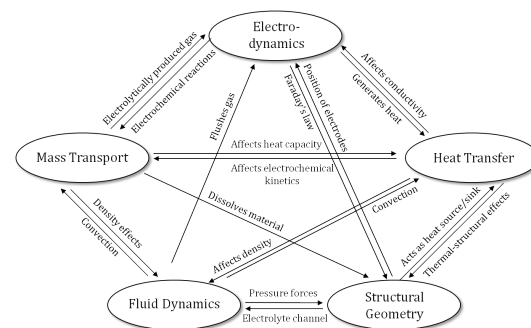 Electro-
dynamics
Electrolytically produced gas
Electrochemical reactions
Flushes gas
Position of electrodes
Faraday's law
Affects conductivity
Generates heat
Mass Transport
Affects heat capacity
Affects electrochemical
kinetics
Heat Transfer
Dissolves material
Convection
Affects density
Density effects
Convection
Acts as heat source/sink
Thermal-structural effects
Fluid Dynamics
Pressure forces
Electrolyte channel
Structural
Geometry